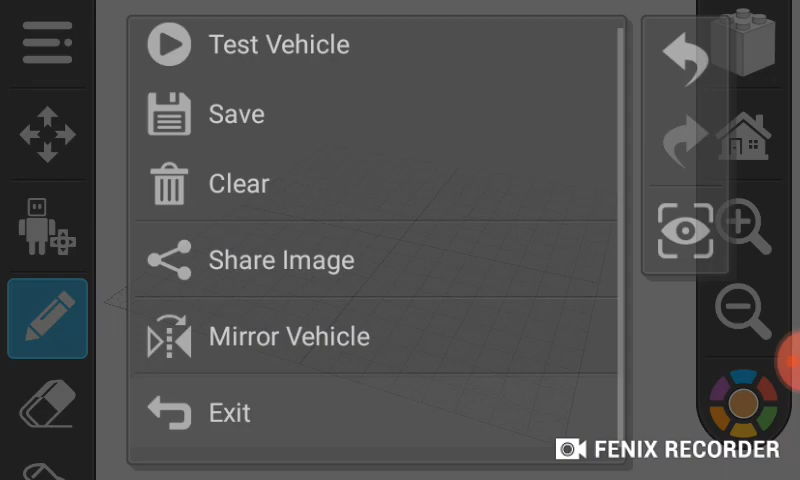 Test Vehicle
Save
Clear
Share Image
Mirror Vehicle
Exit
FENIX RECORDER